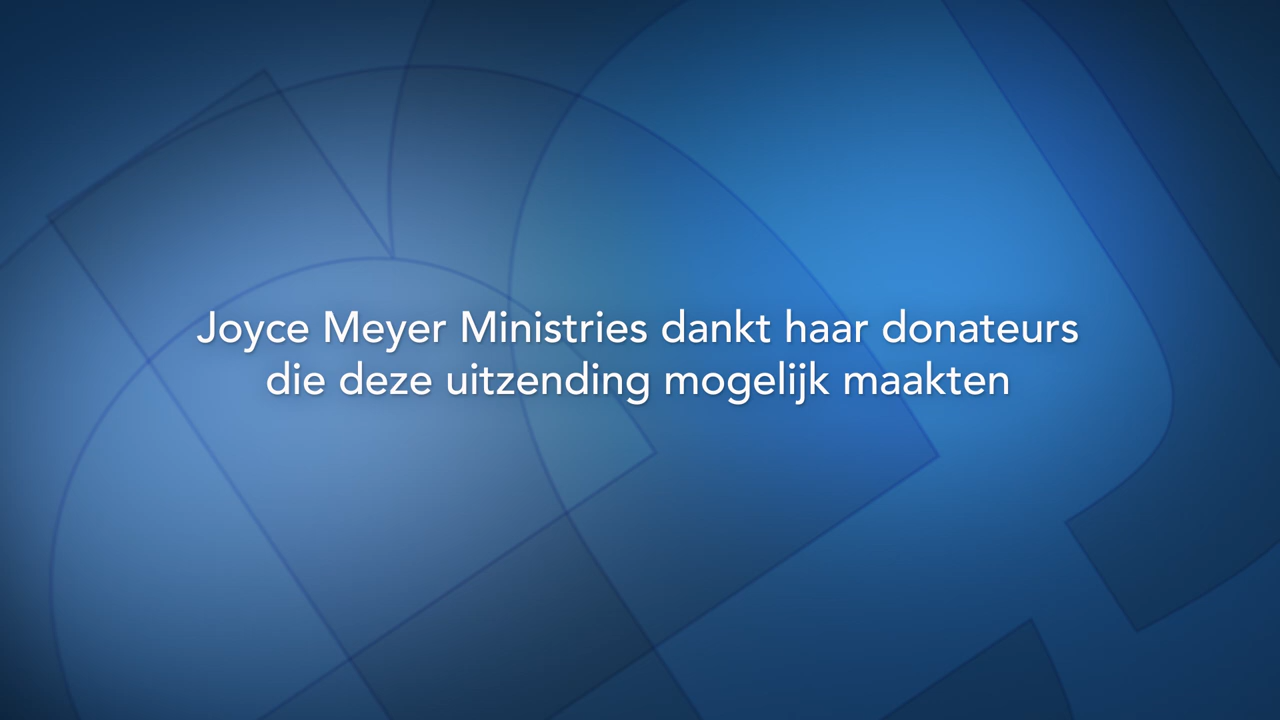 Joyce Meyer Ministries dankt haar donateurs
die deze uitzending mogelijk maakten